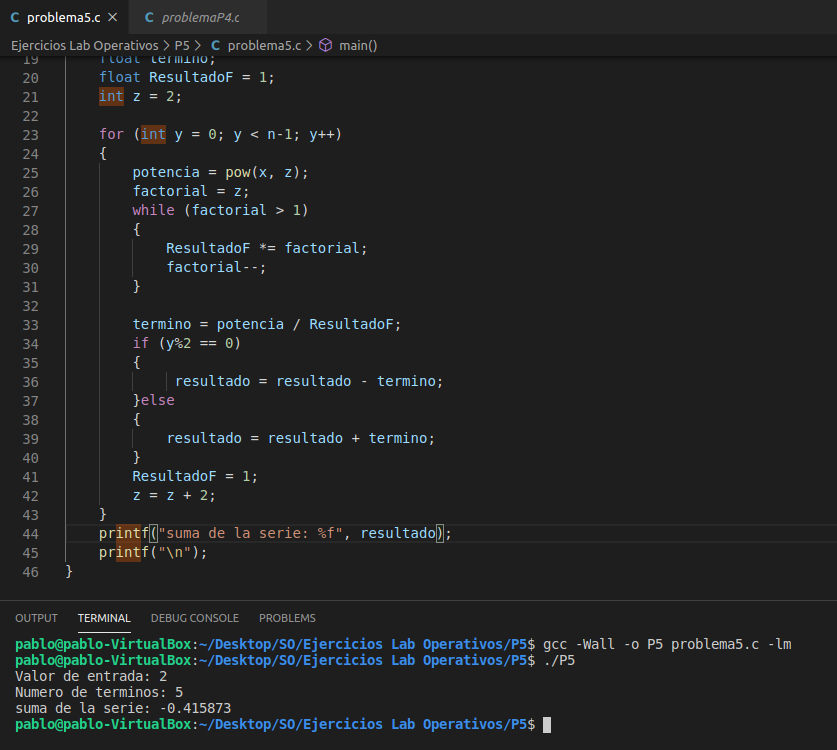 C problema5.c × C problemaP4.c
Ejercicios Lab Operativos > P5 > C problema5.c > main()
19 float termino;
20 float ResultadoF = 1;
21 int z = 2;
22
23 for (int y = 0; y < n-1; y++)
24 {
25 potencia = pow(x, z);
26 factorial = z;
27 while (factorial > 1)
28 {
29 ResultadoF *= factorial;
30 factorial--;
31 }
32
33 termino = potencia / ResultadoF;
34 if (y%2 == 0)
35 {
36 resultado = resultado - termino;
37 }else
38 {
39 resultado = resultado + termino;
40 }
41 ResultadoF = 1;
42 z = z + 2;
43 }
44 printf("suma de la serie: %f", resultado);
45 printf("\n");
46 }
OUTPUT TERMINAL DEBUG CONSOLE PROBLEMS
pablo@pablo-VirtualBox:~/Desktop/SO/Ejercicios Lab Operativos/P5$ gcc -Wall -o P5 problema5.c -lm
pablo@pablo-VirtualBox:~/Desktop/SO/Ejercicios Lab Operativos/P5$ ./P5
Valor de entrada: 2
Numero de terminos: 5
suma de la serie: -0.415873
pablo@pablo-VirtualBox:~/Desktop/SO/Ejercicios Lab Operativos/P5$